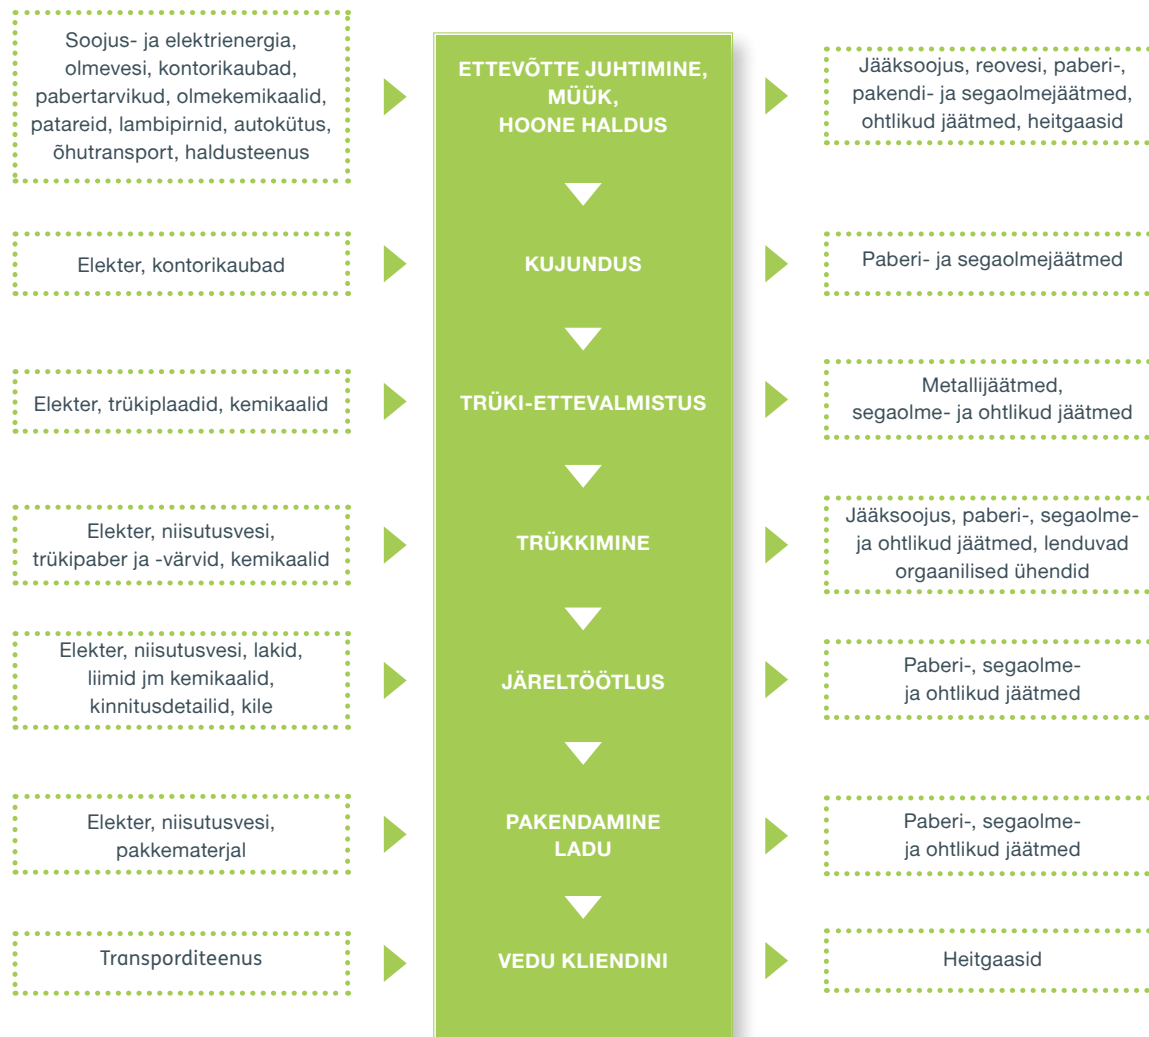 Soojus- ja elektrienergia,
olmevesi, kontorikaubad,
pabertarvikud, olmekemikaalid,
patareid, lambipirnid, autokütus,
õhutransport, haldusteenus
ETTEVÕTTE JUHTIMINE,
MÜÜK,
HOONE HALDUS
Jääksoojus, reovesi, paberi-,
pakendi- ja segaolmejäätmed,
ohtlikud jäätmed, heitgaasid
Elekter, kontorikaubad
KUJUNDUS
Paberi- ja segaolmejäätmed
Elekter, trükiplaadid, kemikaalid
TRÜKI-ETTEVALMISTUS
Metallijäätmed,
segaolme- ja ohtlikud jäätmed
Elekter, niisutusvesi,
trükipaber ja -värvid, kemikaalid
TRÜKKIMINE
Jääksoojus, paberi-, segaolme-
ja ohtlikud jäätmed, lenduvad
orgaanilised ühendid
Elekter, niisutusvesi, lakid,
liimid jm kemikaalid,
kinnitusdetailid, kile
JÄRELTÖÖTLUS
Paberi-, segaolme-
ja ohtlikud jäätmed
Elekter, niisutusvesi,
pakkematerjal
PAKENDAMINE
LADU
Paberi-, segaolme-
ja ohtlikud jäätmed
Transporditeenus
VEDU KLIENDINI
Heitgaasid